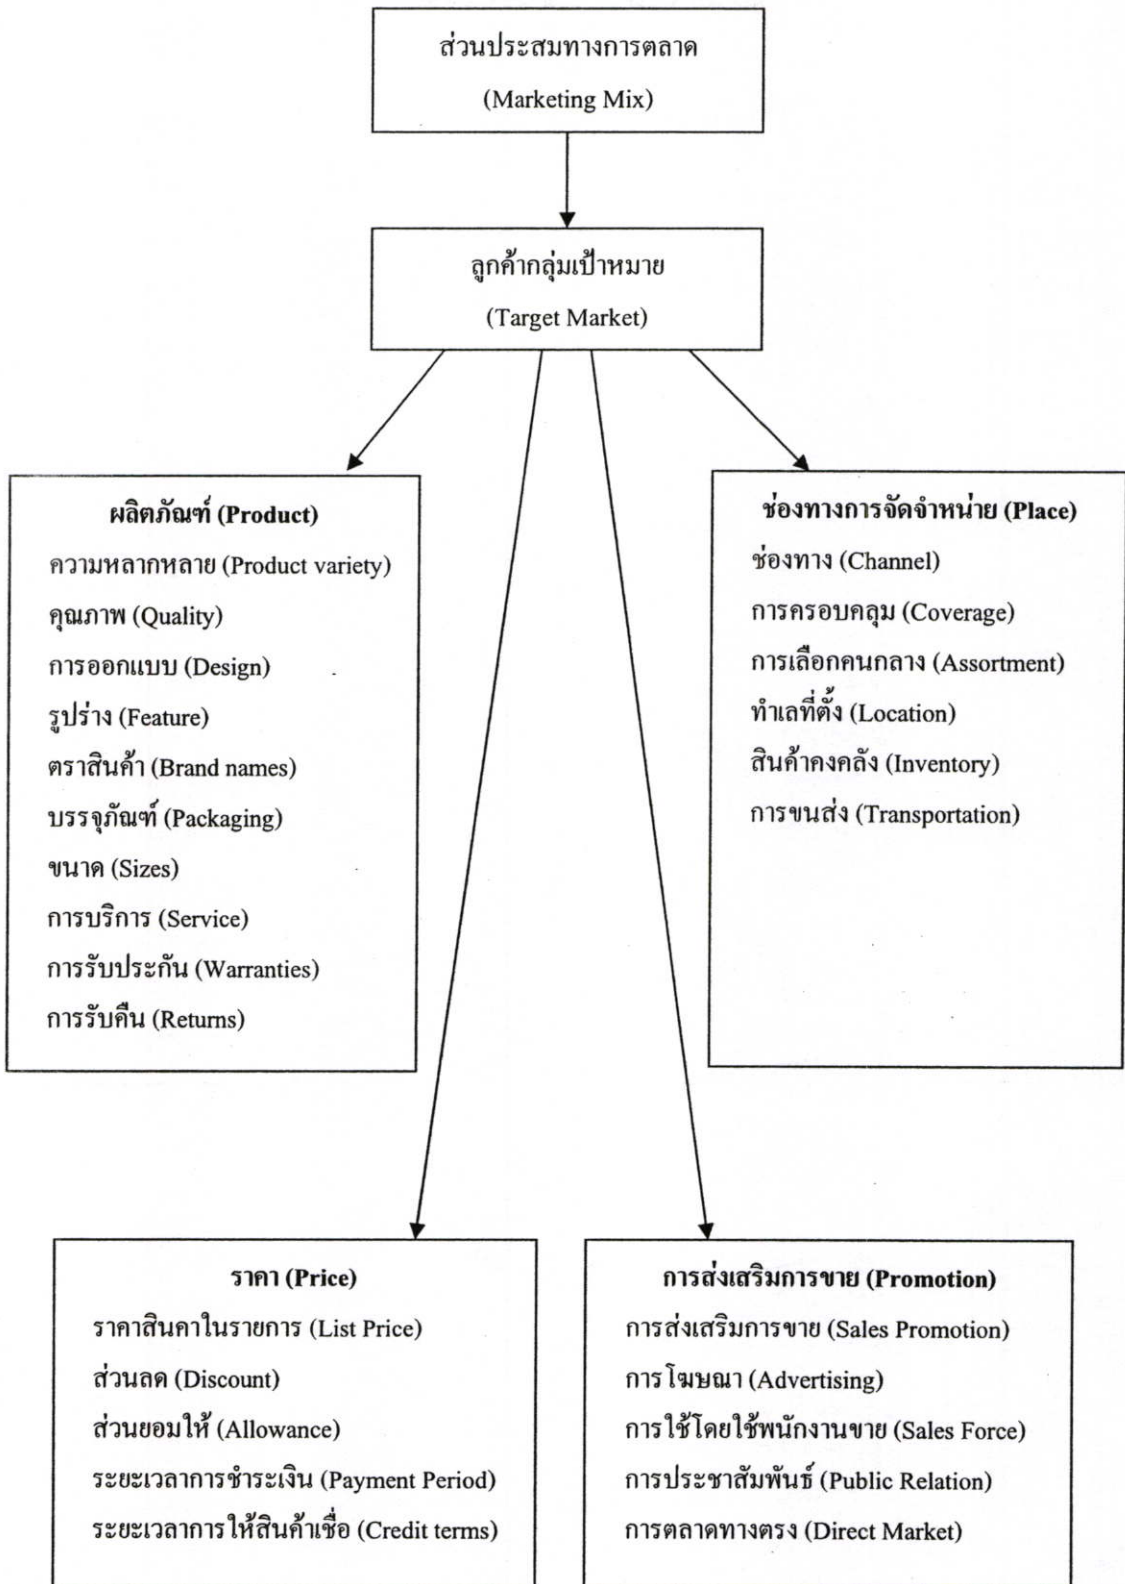 ส่วนประสมทางการตลาด
(Marketing Mix)
ลูกค้ากลุ่มเป้าหมาย
(Target Market)
ผลิตภัณฑ์ (Product)
ความหลากหลาย (Product variety)
คุณภาพ (Quality)
การออกแบบ (Design)
รูปร่าง (Feature)
ตราสินค้า (Brand names)
บรรจุภัณฑ์ (Packaging)
ขนาด (Sizes)
การบริการ (Service)
การรับประกัน (Warranties)
การรับคืน (Returns)
ช่องทางการจัดจำหน่าย (Place)
ช่องทาง (Channel)
การครอบคลุม (Coverage)
การเลือกคนกลาง (Assortment)
ทำเลที่ตั้ง (Location)
สินค้าคงคลัง (Inventory)
การขนส่ง (Transportation)
ราคา (Price)
ราคาสินคาในรายการ (List Price)
ส่วนลด (Discount)
ส่วนยอมให้ (Allowance)
ระยะเวลาการชำระเงิน (Payment Period)
ระยะเวลาการให้สินค้าเชื่อ (Credit terms)
การส่งเสริมการขาย (Promotion)
การส่งเสริมการขาย (Sales Promotion)
การโฆษณา (Advertising)
การใช้โดยใช้พนักงานขาย (Sales Force)
การประชาสัมพันธ์ (Public Relation)
การตลาดทางตรง (Direct Market)